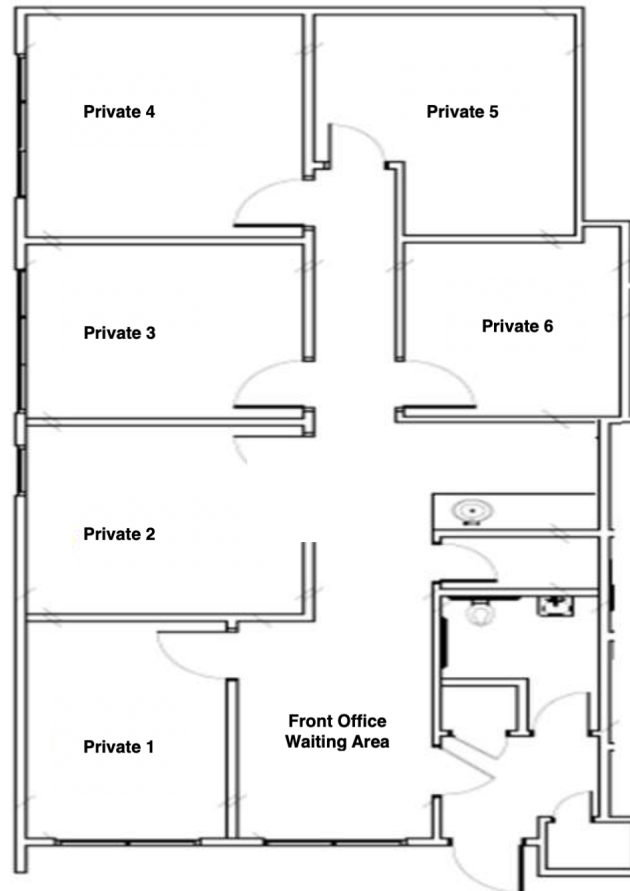 Private 4
Private 5
Private 3
Private 6
Private 2
Front Office
Waiting Area
Private 1